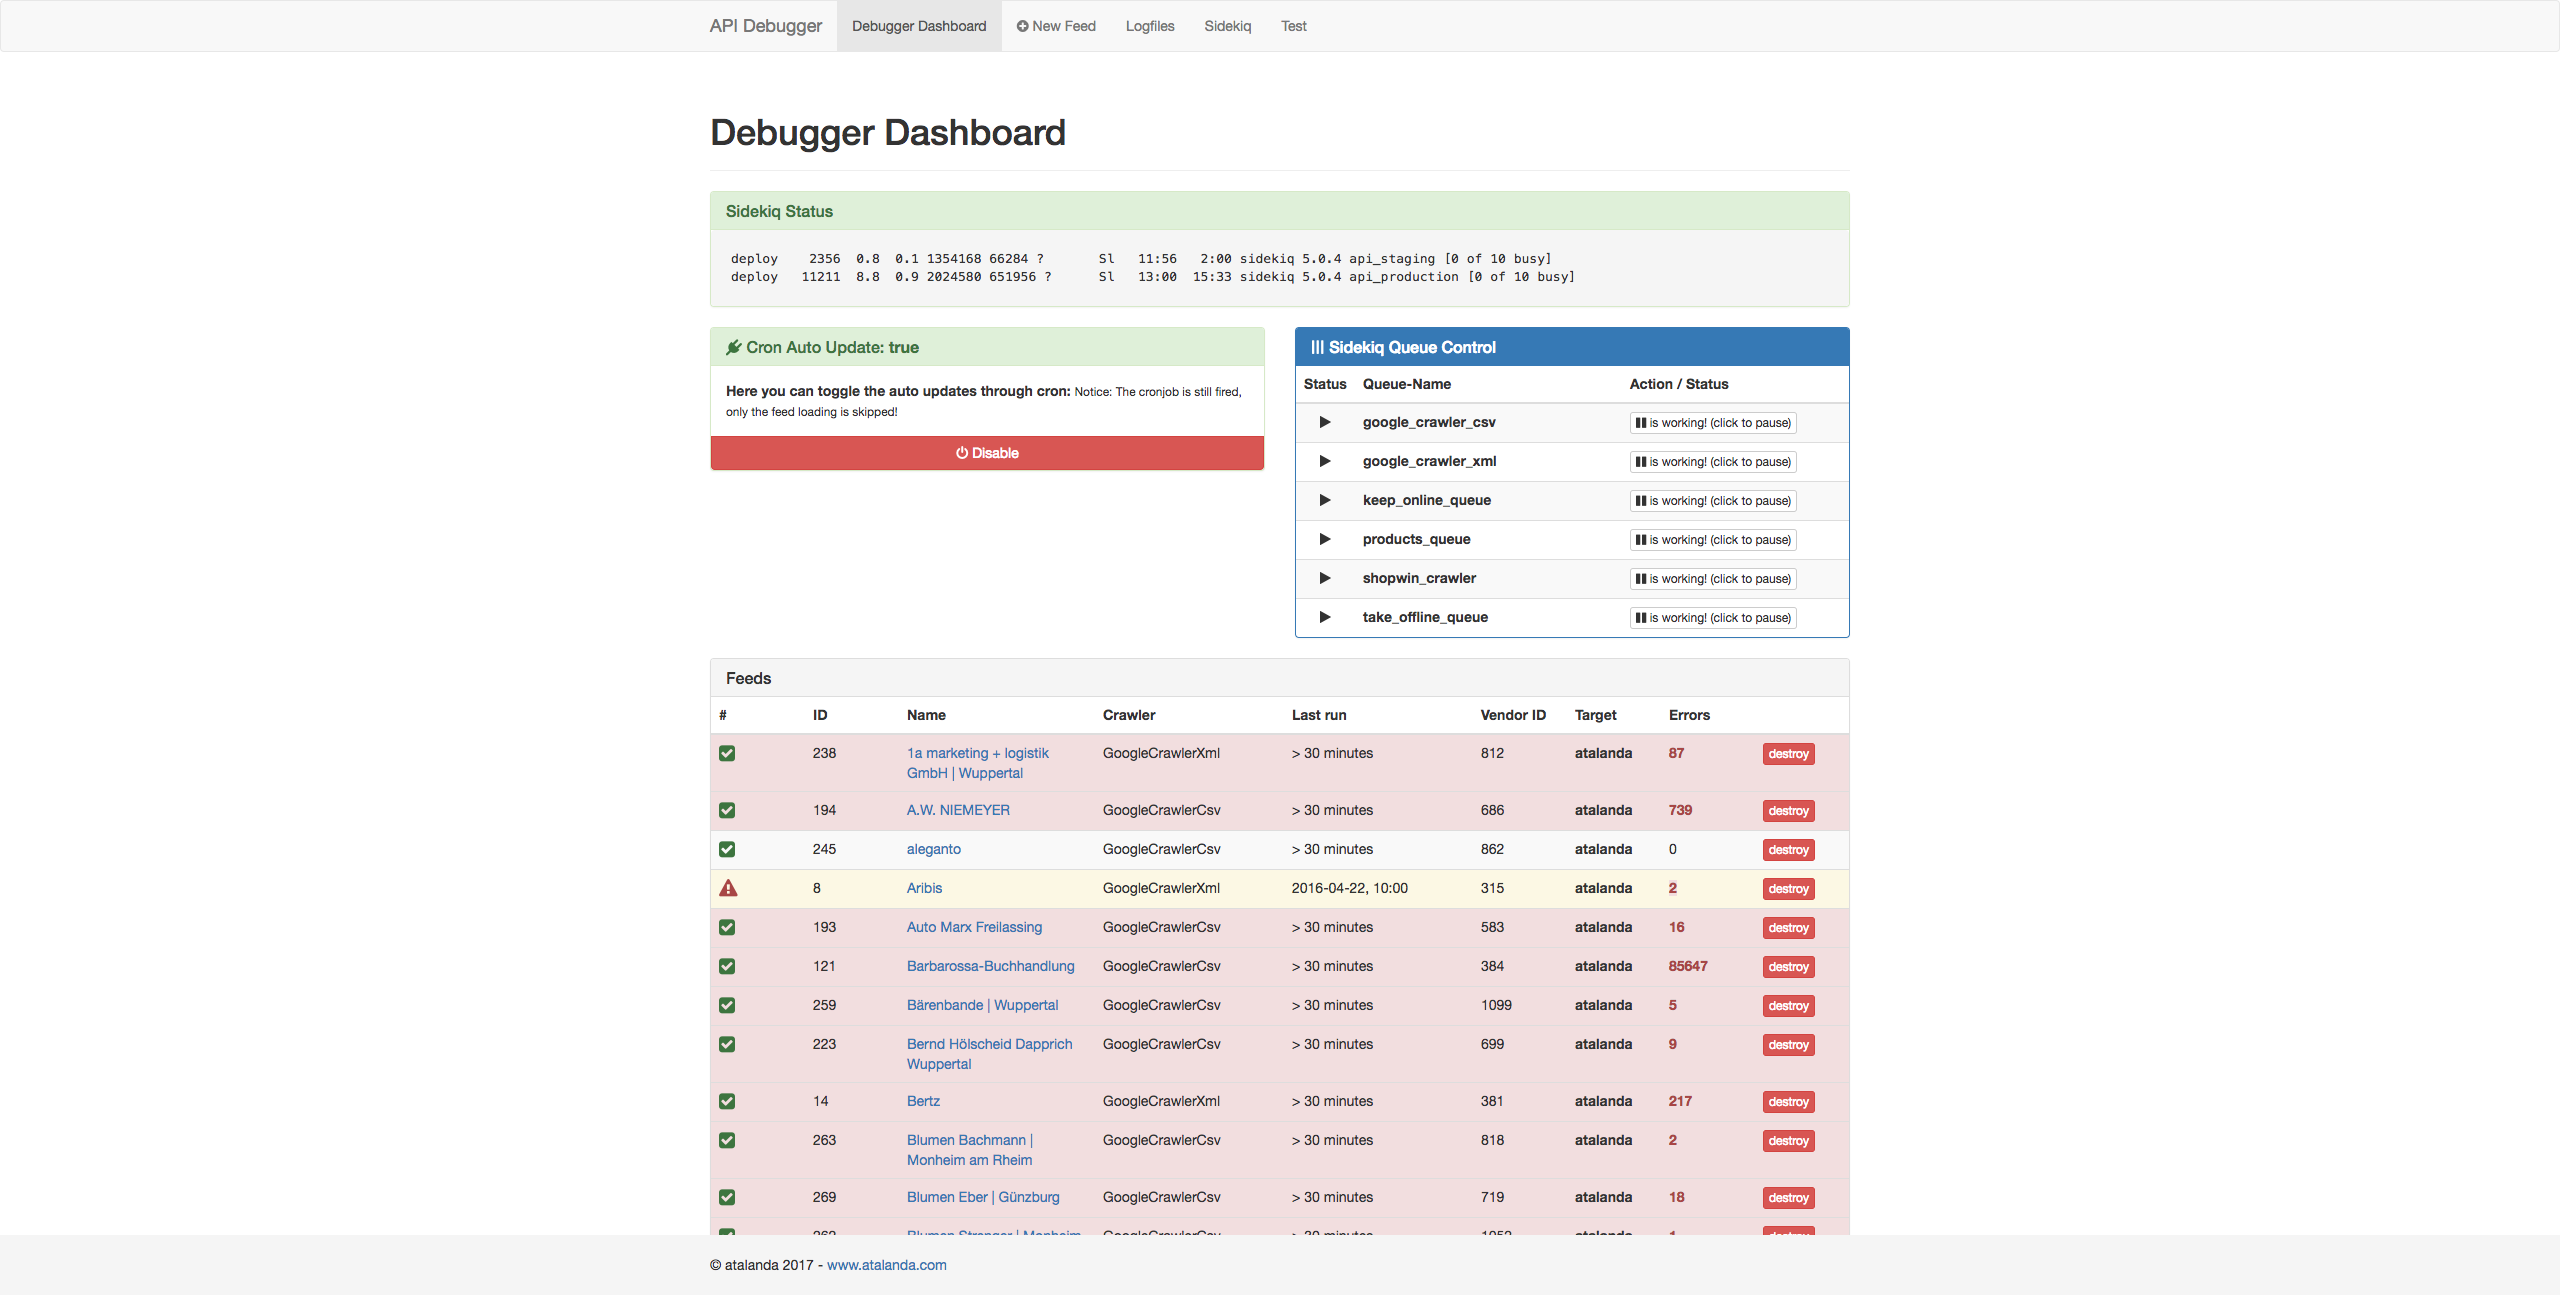 API Debugger Debugger Dashboard New Feed Logfiles Sidekiq Test
Debugger Dashboard
Sidekiq Status
deploy 2356 0.8 0.1 1354168 66284 ? Sl 11:56 2:00 sidekiq 5.0.4 api_staging [0 of 10 busy]
deploy 11211 8.8 0.9 2024580 651956 ? Sl 13:00 15:33 sidekiq 5.0.4 api_production [0 of 10 busy]
Cron Auto Update: true
Here you can toggle the auto updates through cron: Notice: The cronjob is still fired,
only the feed loading is skipped!
Disable
Sidekiq Queue Control
Status Queue-Name Action / Status
google_crawler_csv is working! (click to pause)
google_crawler_xml is working! (click to pause)
keep_online_queue is working! (click to pause)
products_queue is working! (click to pause)
shopwin_crawler is working! (click to pause)
take_offline_queue is working! (click to pause)
Feeds
# ID Name Crawler Last run Vendor ID Target Errors
238 1a marketing + logistik GoogleCrawlerXml > 30 minutes 812 atalanda 87 destroy
GmbH | Wuppertal
194 A.W. NIEMEYER GoogleCrawlerCsv > 30 minutes 686 atalanda 739 destroy
245 aleganto GoogleCrawlerCsv > 30 minutes 862 atalanda 0 destroy
8 Aribis GoogleCrawlerXml 2016-04-22, 10:00 315 atalanda 2 destroy
193 Auto Marx Freilassing GoogleCrawlerCsv > 30 minutes 583 atalanda 16 destroy
121 Barbarossa-Buchhandlung GoogleCrawlerCsv > 30 minutes 384 atalanda 85647 destroy
259 Bärenbande | Wuppertal GoogleCrawlerCsv > 30 minutes 1099 atalanda 5 destroy
223 Bernd Hölscheid Dapprich GoogleCrawlerCsv > 30 minutes 699 atalanda 9 destroy
Wuppertal
14 Bertz GoogleCrawlerXml > 30 minutes 381 atalanda 217 destroy
263 Blumen Bachmann | GoogleCrawlerCsv > 30 minutes 818 atalanda 2 destroy
Monheim am Rheim
269 Blumen Eber | Günzburg GoogleCrawlerCsv > 30 minutes 719 atalanda 18 destroy
© atalanda 2017 - www.atalanda.com